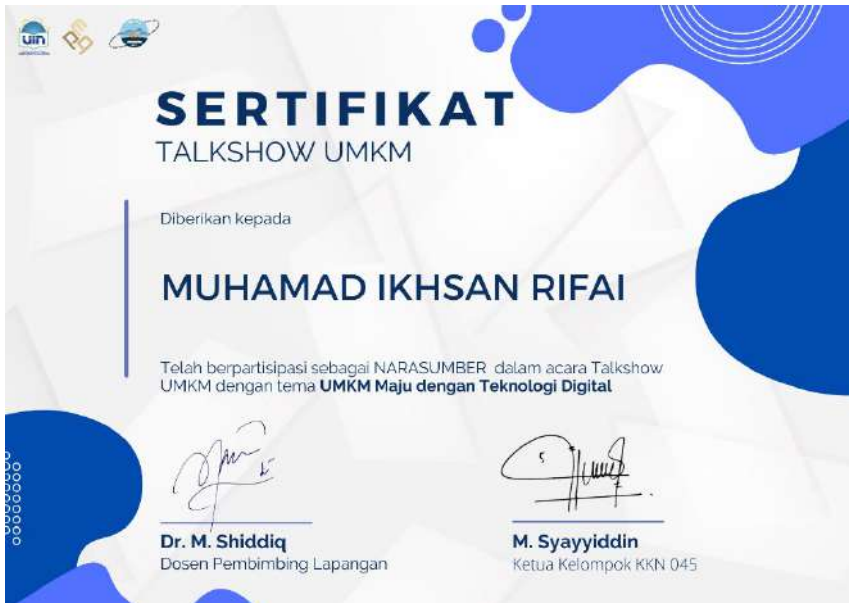 uin
SERTIFIKAT
TALKSHOW UMKM
Diberikan kepada
MUHAMAD IKHSAN RIFAI
Telah berpartisipasi sebagai NARASUMBER dalam acara Talkshow
UMKM dengan tema UMKM Maju dengan Teknologi Digital
Dr. M. Shiddiq
Dosen Pembimbing Lapangan
M. Syayyiddin
Ketua Kelompok KKN 045